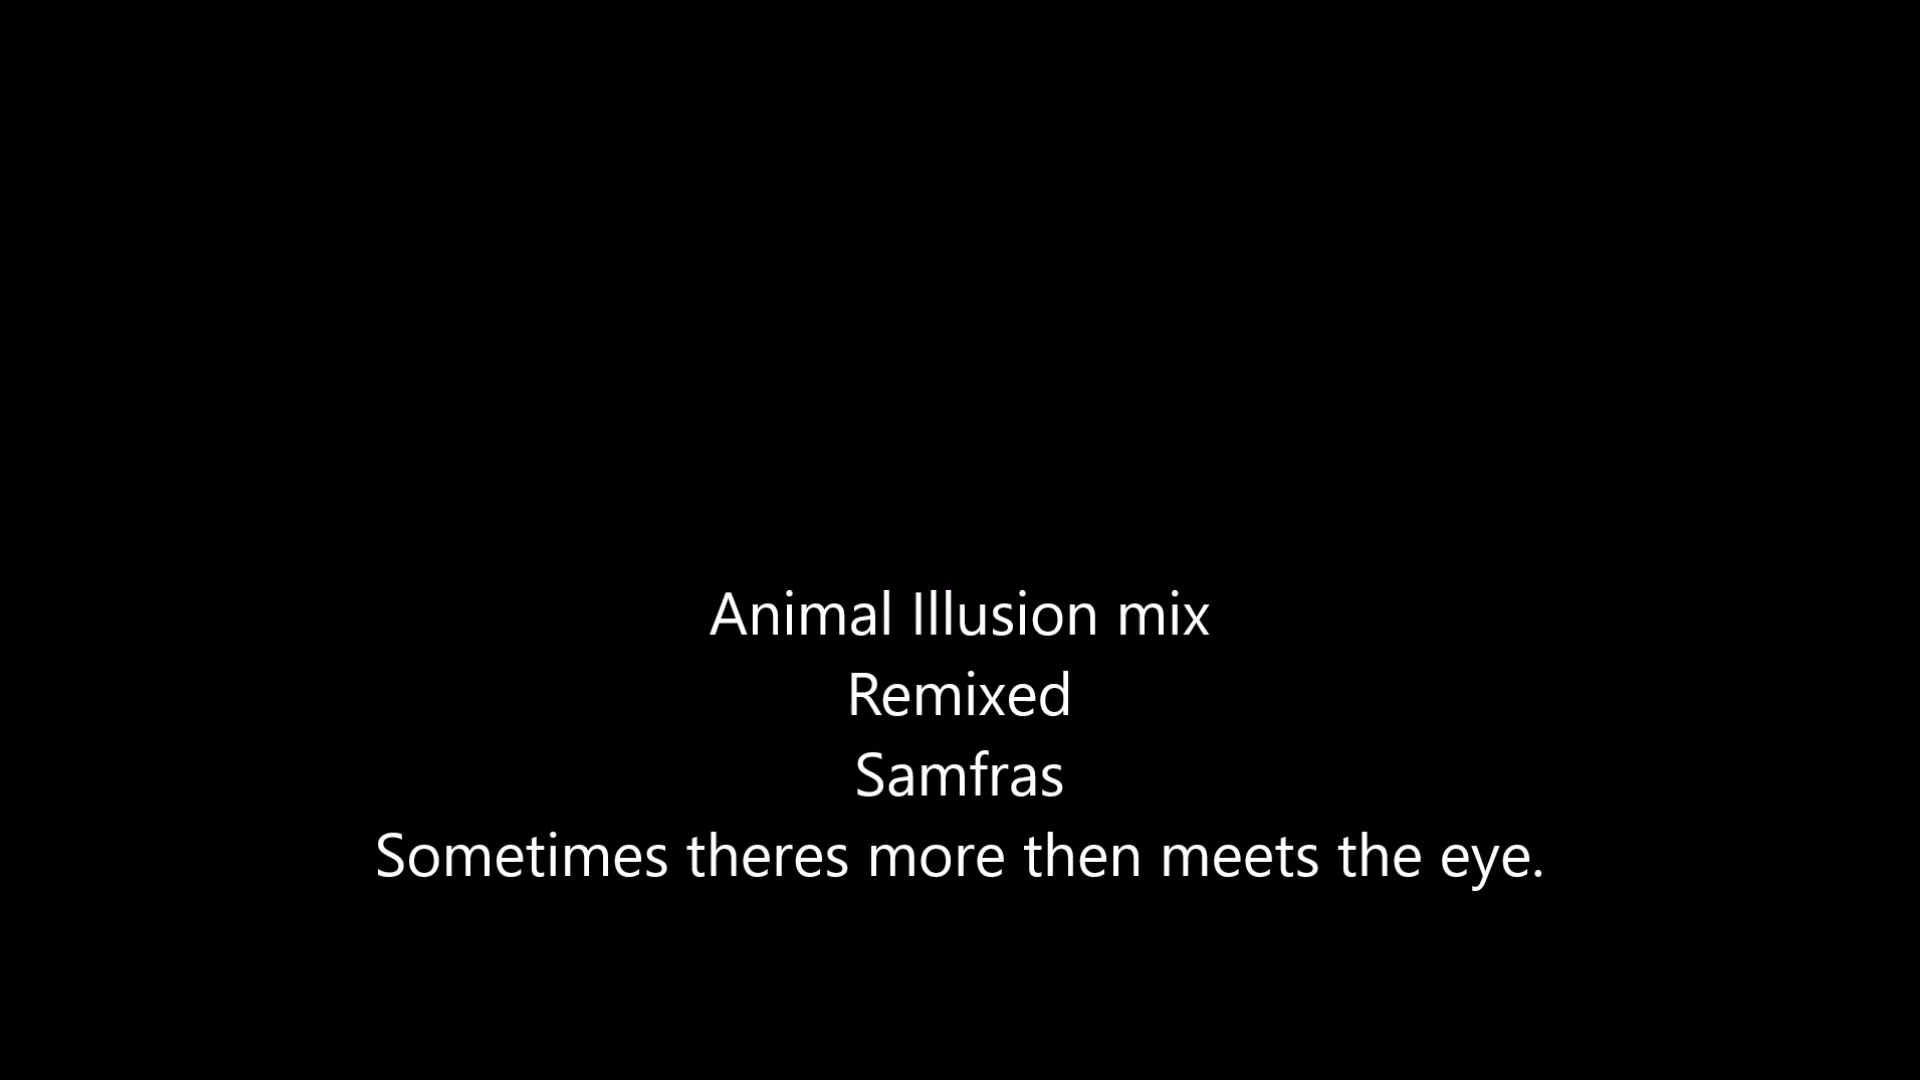 Animal Illusion mix
Remixed
Samfras
Sometimes theres more then meets the eye.